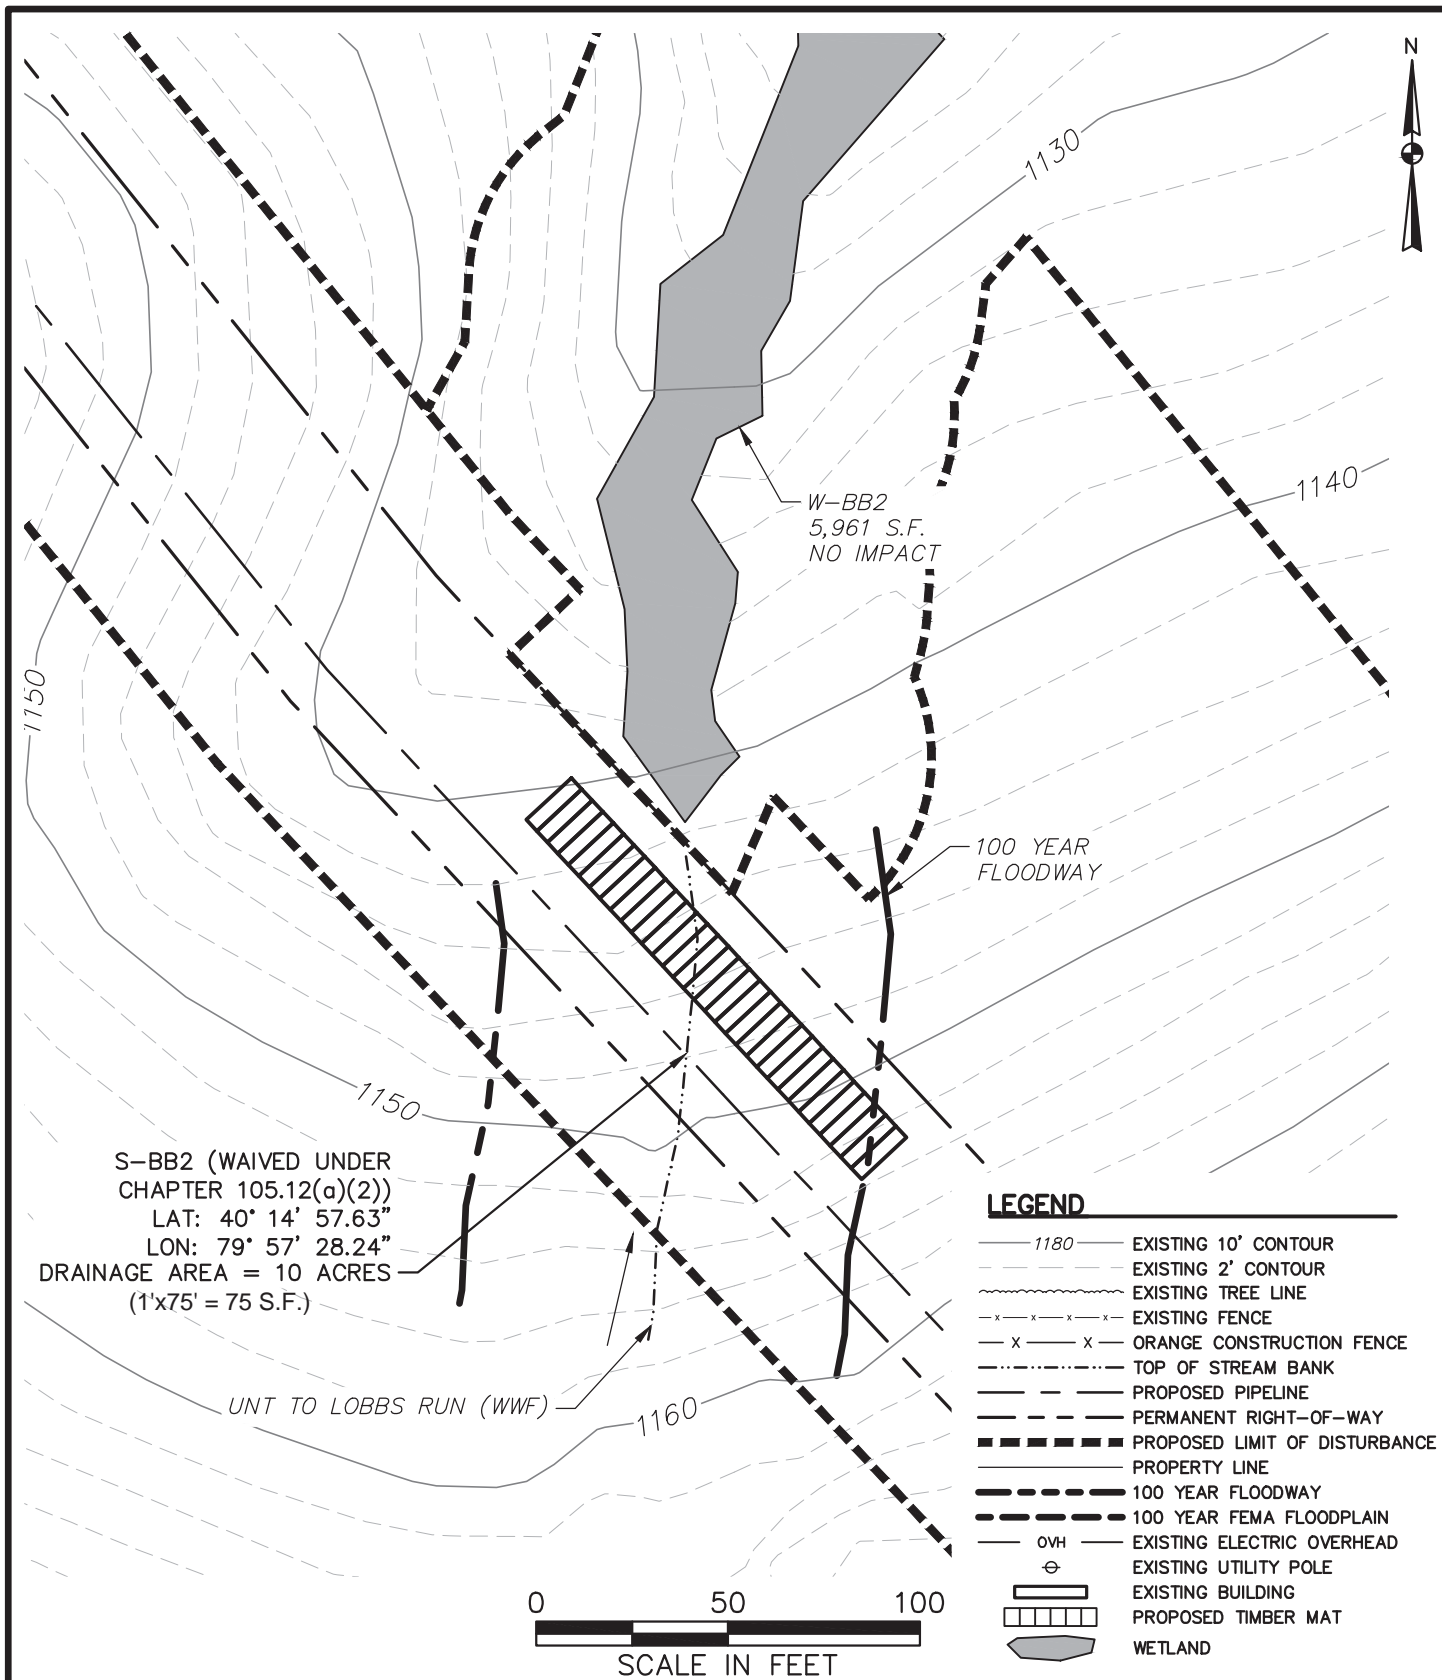 N
1130
1140
W-BB2
5,961 S.F.
NO IMPACT
1150
100 YEAR
FLOODWAY
1150
S-BB2 (WAIVED UNDER
CHAPTER 105.12(a)(2))
LAT: 40° 14' 57.63"
LON: 79° 57' 28.24"
DRAINAGE AREA = 10 ACRES
(1'x75' = 75 S.F.)
UNT TO LOBBS RUN (WWF)
1160
LEGEND
1180 EXISTING 10' CONTOUR
EXISTING 2' CONTOUR
EXISTING TREE LINE
x x x x EXISTING FENCE
X X ORANGE CONSTRUCTION FENCE
TOP OF STREAM BANK
PROPOSED PIPELINE
PERMANENT RIGHT-OF-WAY
PROPOSED LIMIT OF DISTURBANCE
PROPERTY LINE
100 YEAR FLOODWAY
100 YEAR FEMA FLOODPLAIN
OVH EXISTING ELECTRIC OVERHEAD
EXISTING UTILITY POLE
EXISTING BUILDING
PROPOSED TIMBER MAT
WETLAND
0 50 100
SCALE IN FEET